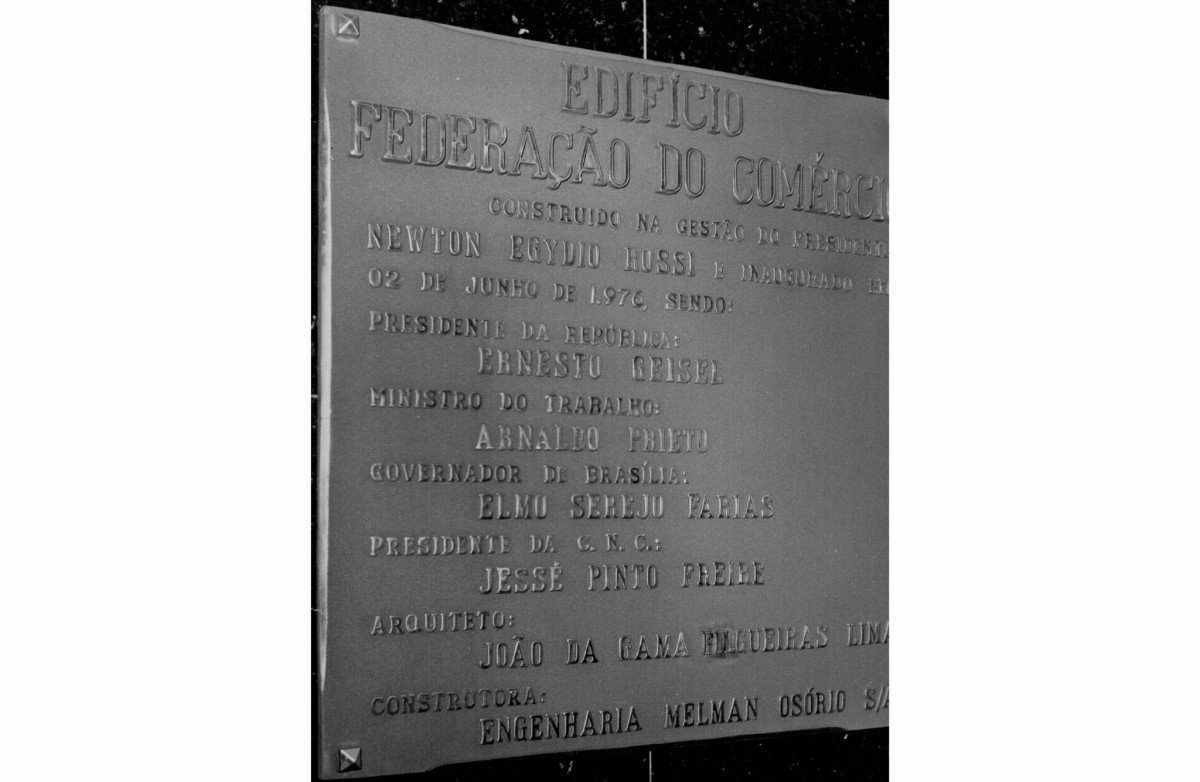 EDIFÍCIO
FEDERAÇÃO DO COMÉRCIO
CONSTRUIDO NA GESTÃO DO PRESIDENTE
NEWTON EGYDIO ROSSI E INAUGURADO EM
02 DE JUNHO DE 1.976, SENDO:
PRESIDENTE DA REPÚBLICA:
ERNESTO GEISEL
MINISTRO DO TRABALHO:
ARNALDO PRIETO
GOVERNADOR DE BRASÍLIA:
ELMO SEREJO FARIAS
PRESIDENTE DA C. N. C.:
JESSÉ PINTO FREIRE
ARQUITETO:
JOÃO DA GAMA FILGUEIRAS LIMA
CONSTRUTORA:
ENGENHARIA MELMAN OSÓRIO S/A